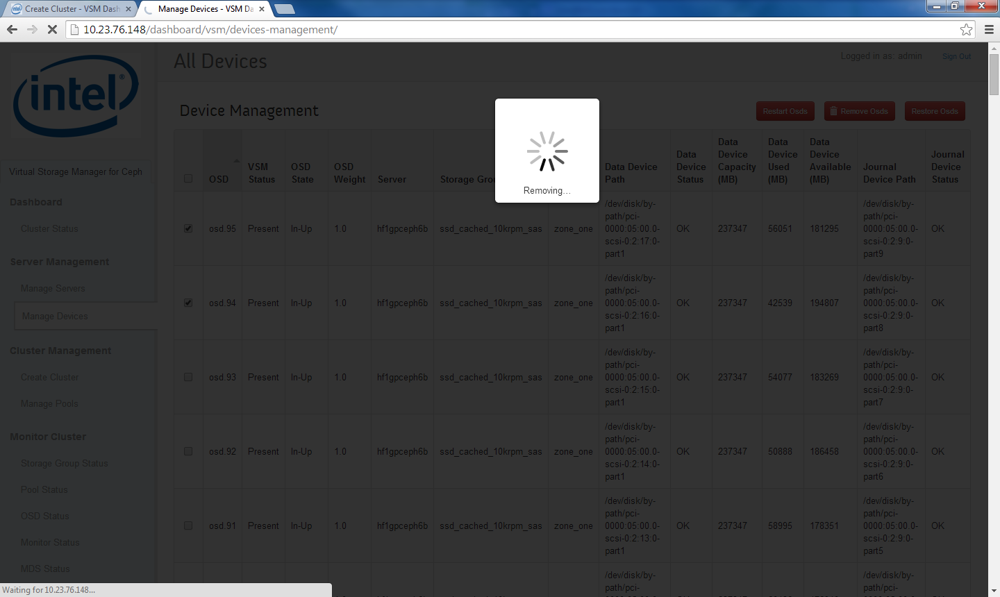 Create Cluster - VSM Dash
Manage Devices - VSM Da
10.23.76.148/dashboard/vsm/devices-management/
intel®
All Devices
Logged in as: admin
Sign Out
Virtual Storage Manager for Ceph
Dashboard
Cluster Status
Server Management
Manage Servers
Manage Devices
Cluster Management
Create Cluster
Manage Pools
Monitor Cluster
Storage Group Status
Pool Status
OSD Status
Monitor Status
MDS Status
Device Management
Restart Osds
Remove Osds
Restore Osds
Removing...
OSD
VSM
Status
OSD
State
OSD
Weight
Server
Storage Grou
Data Device
Path
Data
Device
Status
Data
Device
Capacity
(MB)
Data
Device
Used
(MB)
Data
Device
Available
(MB)
Journal
Device Path
Journal
Device
Status
osd.95 Present In-Up 1.0 hf1gpceph6b ssd_cached_10krpm_sas zone_one
/dev/disk/by-
path/pci-
0000:05:00.0-
scsi-0:2:17:0-
part1
OK 237347 56051 181295
/dev/disk/by-
path/pci-
0000:05:00.0-
scsi-0:2:9:0-
part9
OK
osd.94 Present In-Up 1.0 hf1gpceph6b ssd_cached_10krpm_sas zone_one
/dev/disk/by-
path/pci-
0000:05:00.0-
scsi-0:2:16:0-
part1
OK 237347 42539 194807
/dev/disk/by-
path/pci-
0000:05:00.0-
scsi-0:2:9:0-
part8
OK
osd.93 Present In-Up 1.0 hf1gpceph6b ssd_cached_10krpm_sas zone_one
/dev/disk/by-
path/pci-
0000:05:00.0-
scsi-0:2:15:0-
part1
OK 237347 54077 183269
/dev/disk/by-
path/pci-
0000:05:00.0-
scsi-0:2:9:0-
part7
OK
osd.92 Present In-Up 1.0 hf1gpceph6b ssd_cached_10krpm_sas zone_one
/dev/disk/by-
path/pci-
0000:05:00.0-
scsi-0:2:14:0-
part1
OK 237347 50888 186458
/dev/disk/by-
path/pci-
0000:05:00.0-
scsi-0:2:9:0-
part6
OK
osd.91 Present In-Up 1.0 hf1gpceph6b ssd_cached_10krpm_sas zone_one
/dev/disk/by-
path/pci-
0000:05:00.0-
scsi-0:2:13:0-
part1
OK 237347 58995 178351
/dev/disk/by-
path/pci-
0000:05:00.0-
scsi-0:2:9:0-
part5
OK
/dev/disk/by-
path/pci-
/dev/disk/by-
path/pci-
Waiting for 10.23.76.148...